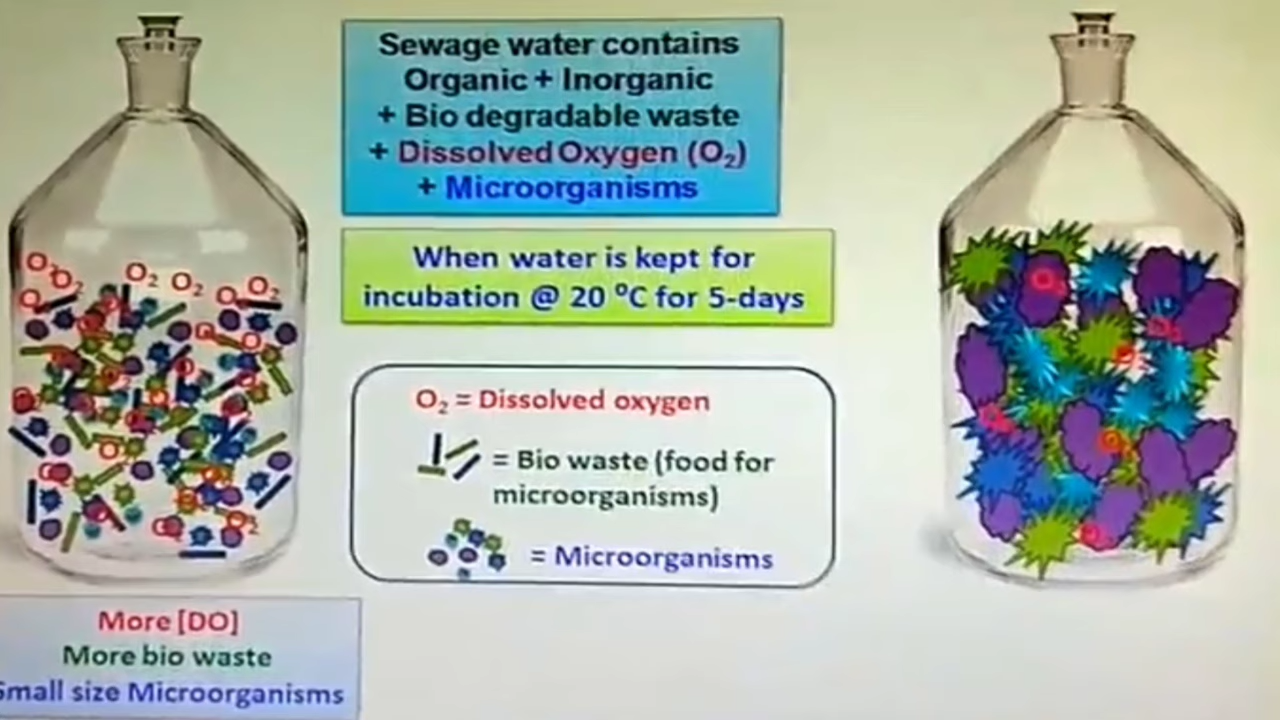 Sewage water contains
Organic + Inorganic
+ Bio degradable waste
+ Dissolved Oxygen (O₂)
+ Microorganisms
When water is kept for
incubation @ 20 ⁰C for 5-days
O₂ = Dissolved oxygen
= Bio waste (food for
microorganisms)
= Microorganisms
O₂ O₂ O₂ O₂ O₂ O₂
More [DO]
More bio waste
Small size Microorganisms